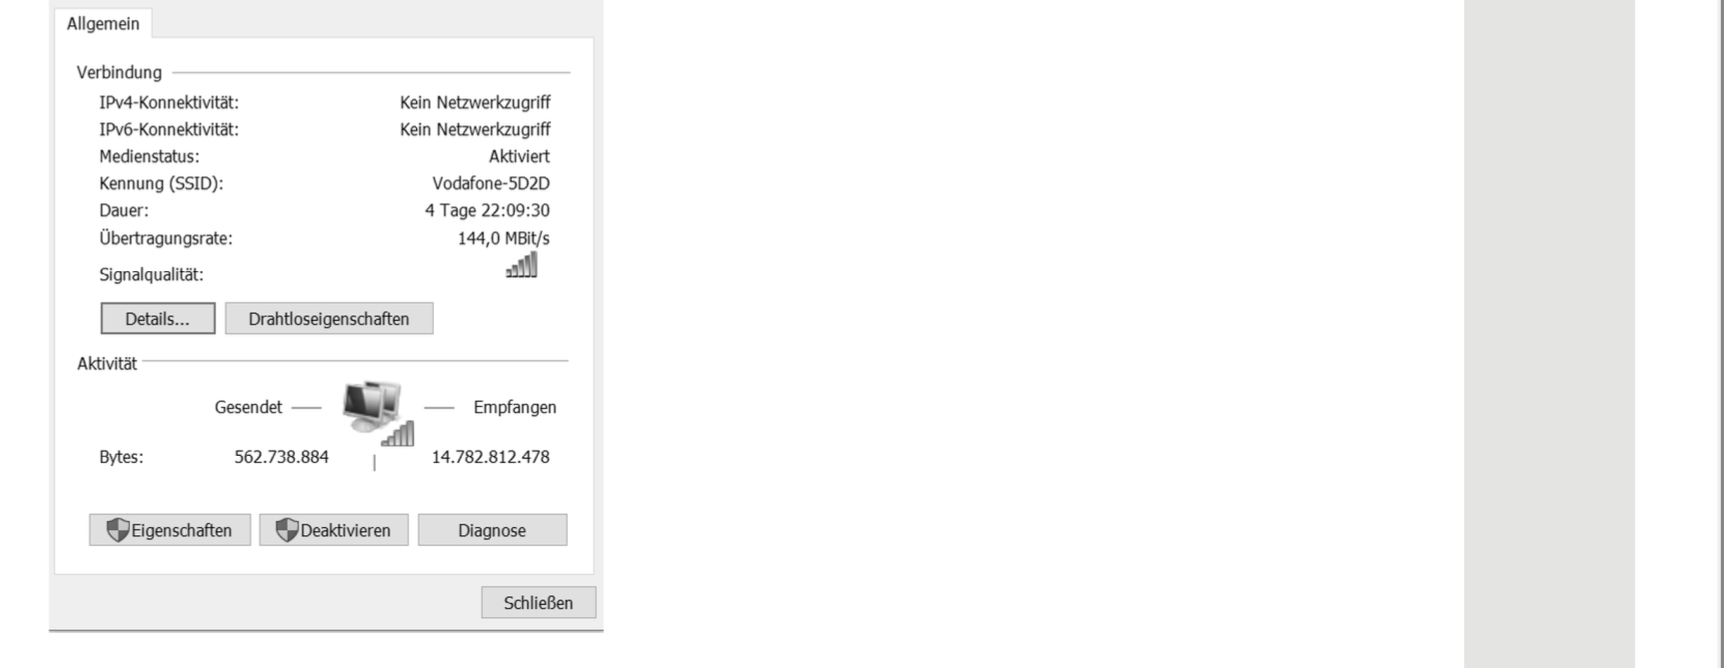 Allgemein
Verbindung
IPv4-Konnektivität: Kein Netzwerkzugriff
IPv6-Konnektivität: Kein Netzwerkzugriff
Medienstatus: Aktiviert
Kennung (SSID): Vodafone-5D2D
Dauer: 4 Tage 22:09:30
Übertragungsrate: 144,0 MBit/s
Signalqualität:
Details... Drahtloseigenschaften
Aktivität
Gesendet Empfangen
Bytes: 562.738.884 14.782.812.478
Eigenschaften Deaktivieren Diagnose
Schließen